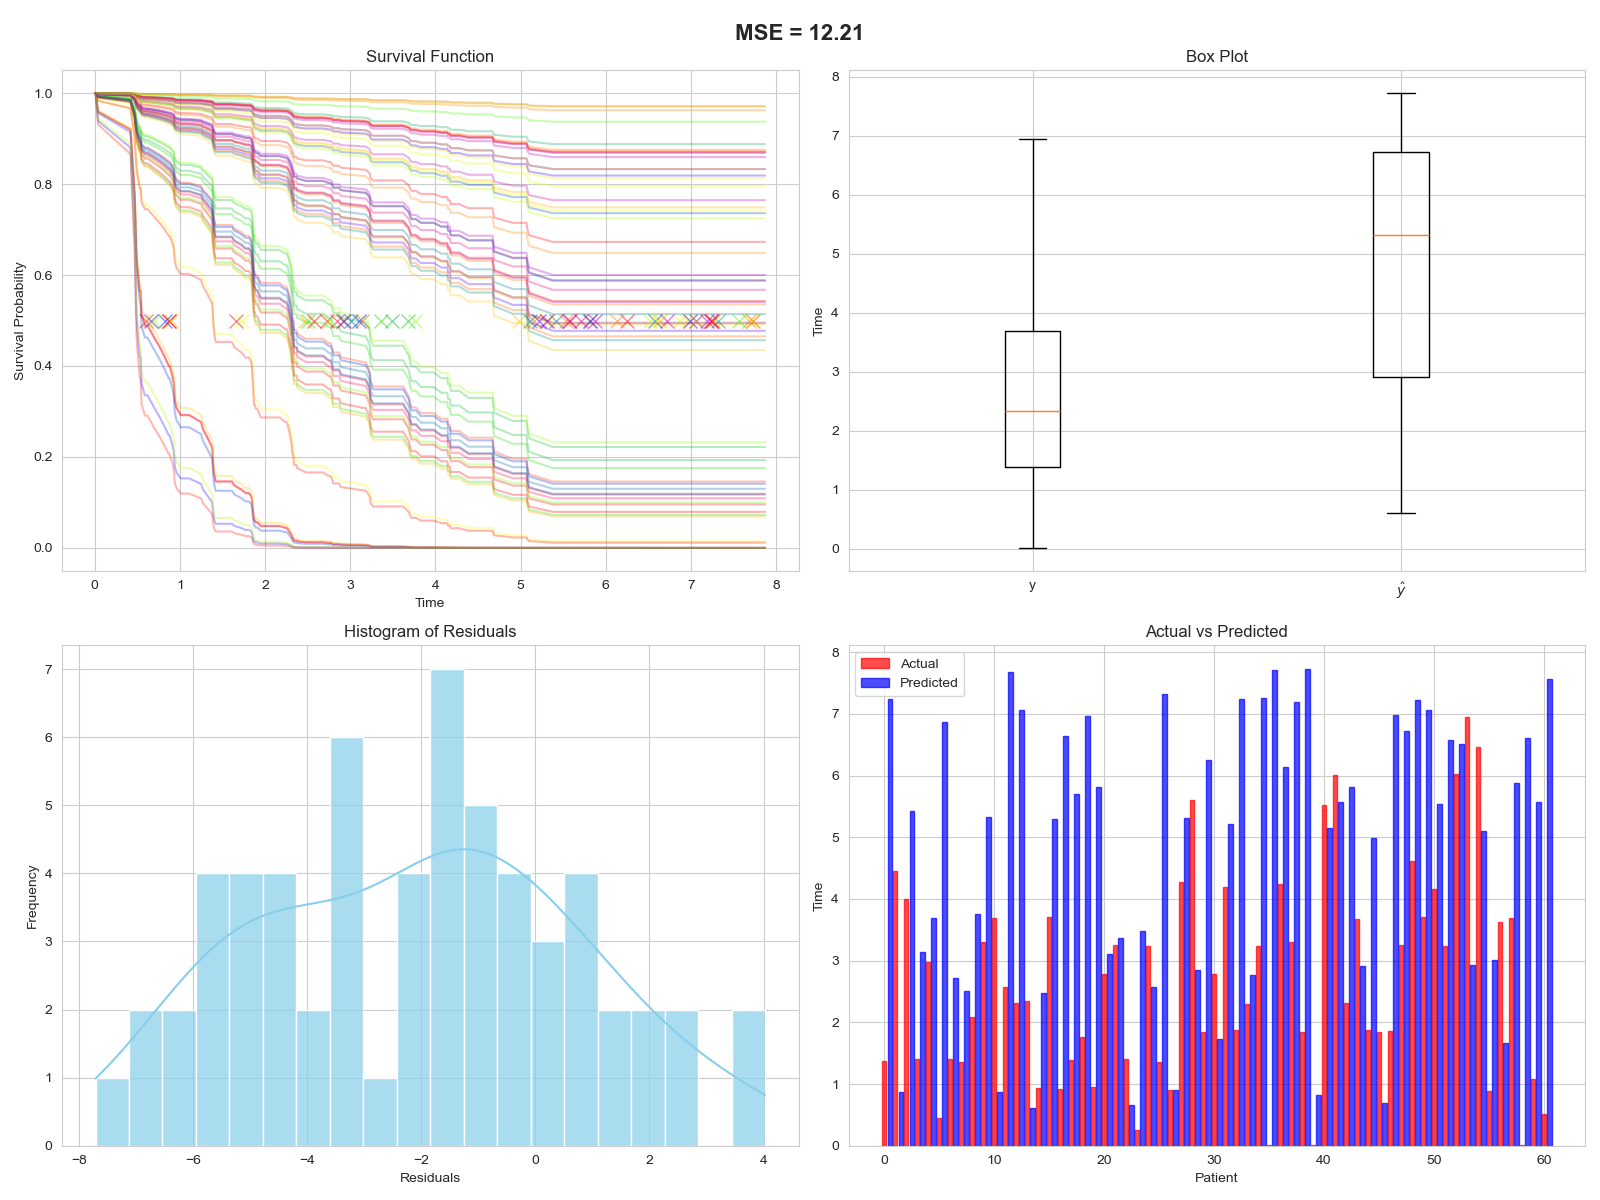 MSE = 12.21
Survival Function
Survival Probability
1.0
0.8
0.6
0.4
0.2
0.0
0 1 2 3 4 5 6 7 8
Time
Box Plot
Time
8
7
6
5
4
3
2
1
0
y ŷ
Histogram of Residuals
Frequency
7
6
5
4
3
2
1
0
−8 −6 −4 −2 0 2 4
Residuals
Actual vs Predicted
Actual
Predicted
Time
8
7
6
5
4
3
2
1
0
0 10 20 30 40 50 60
Patient